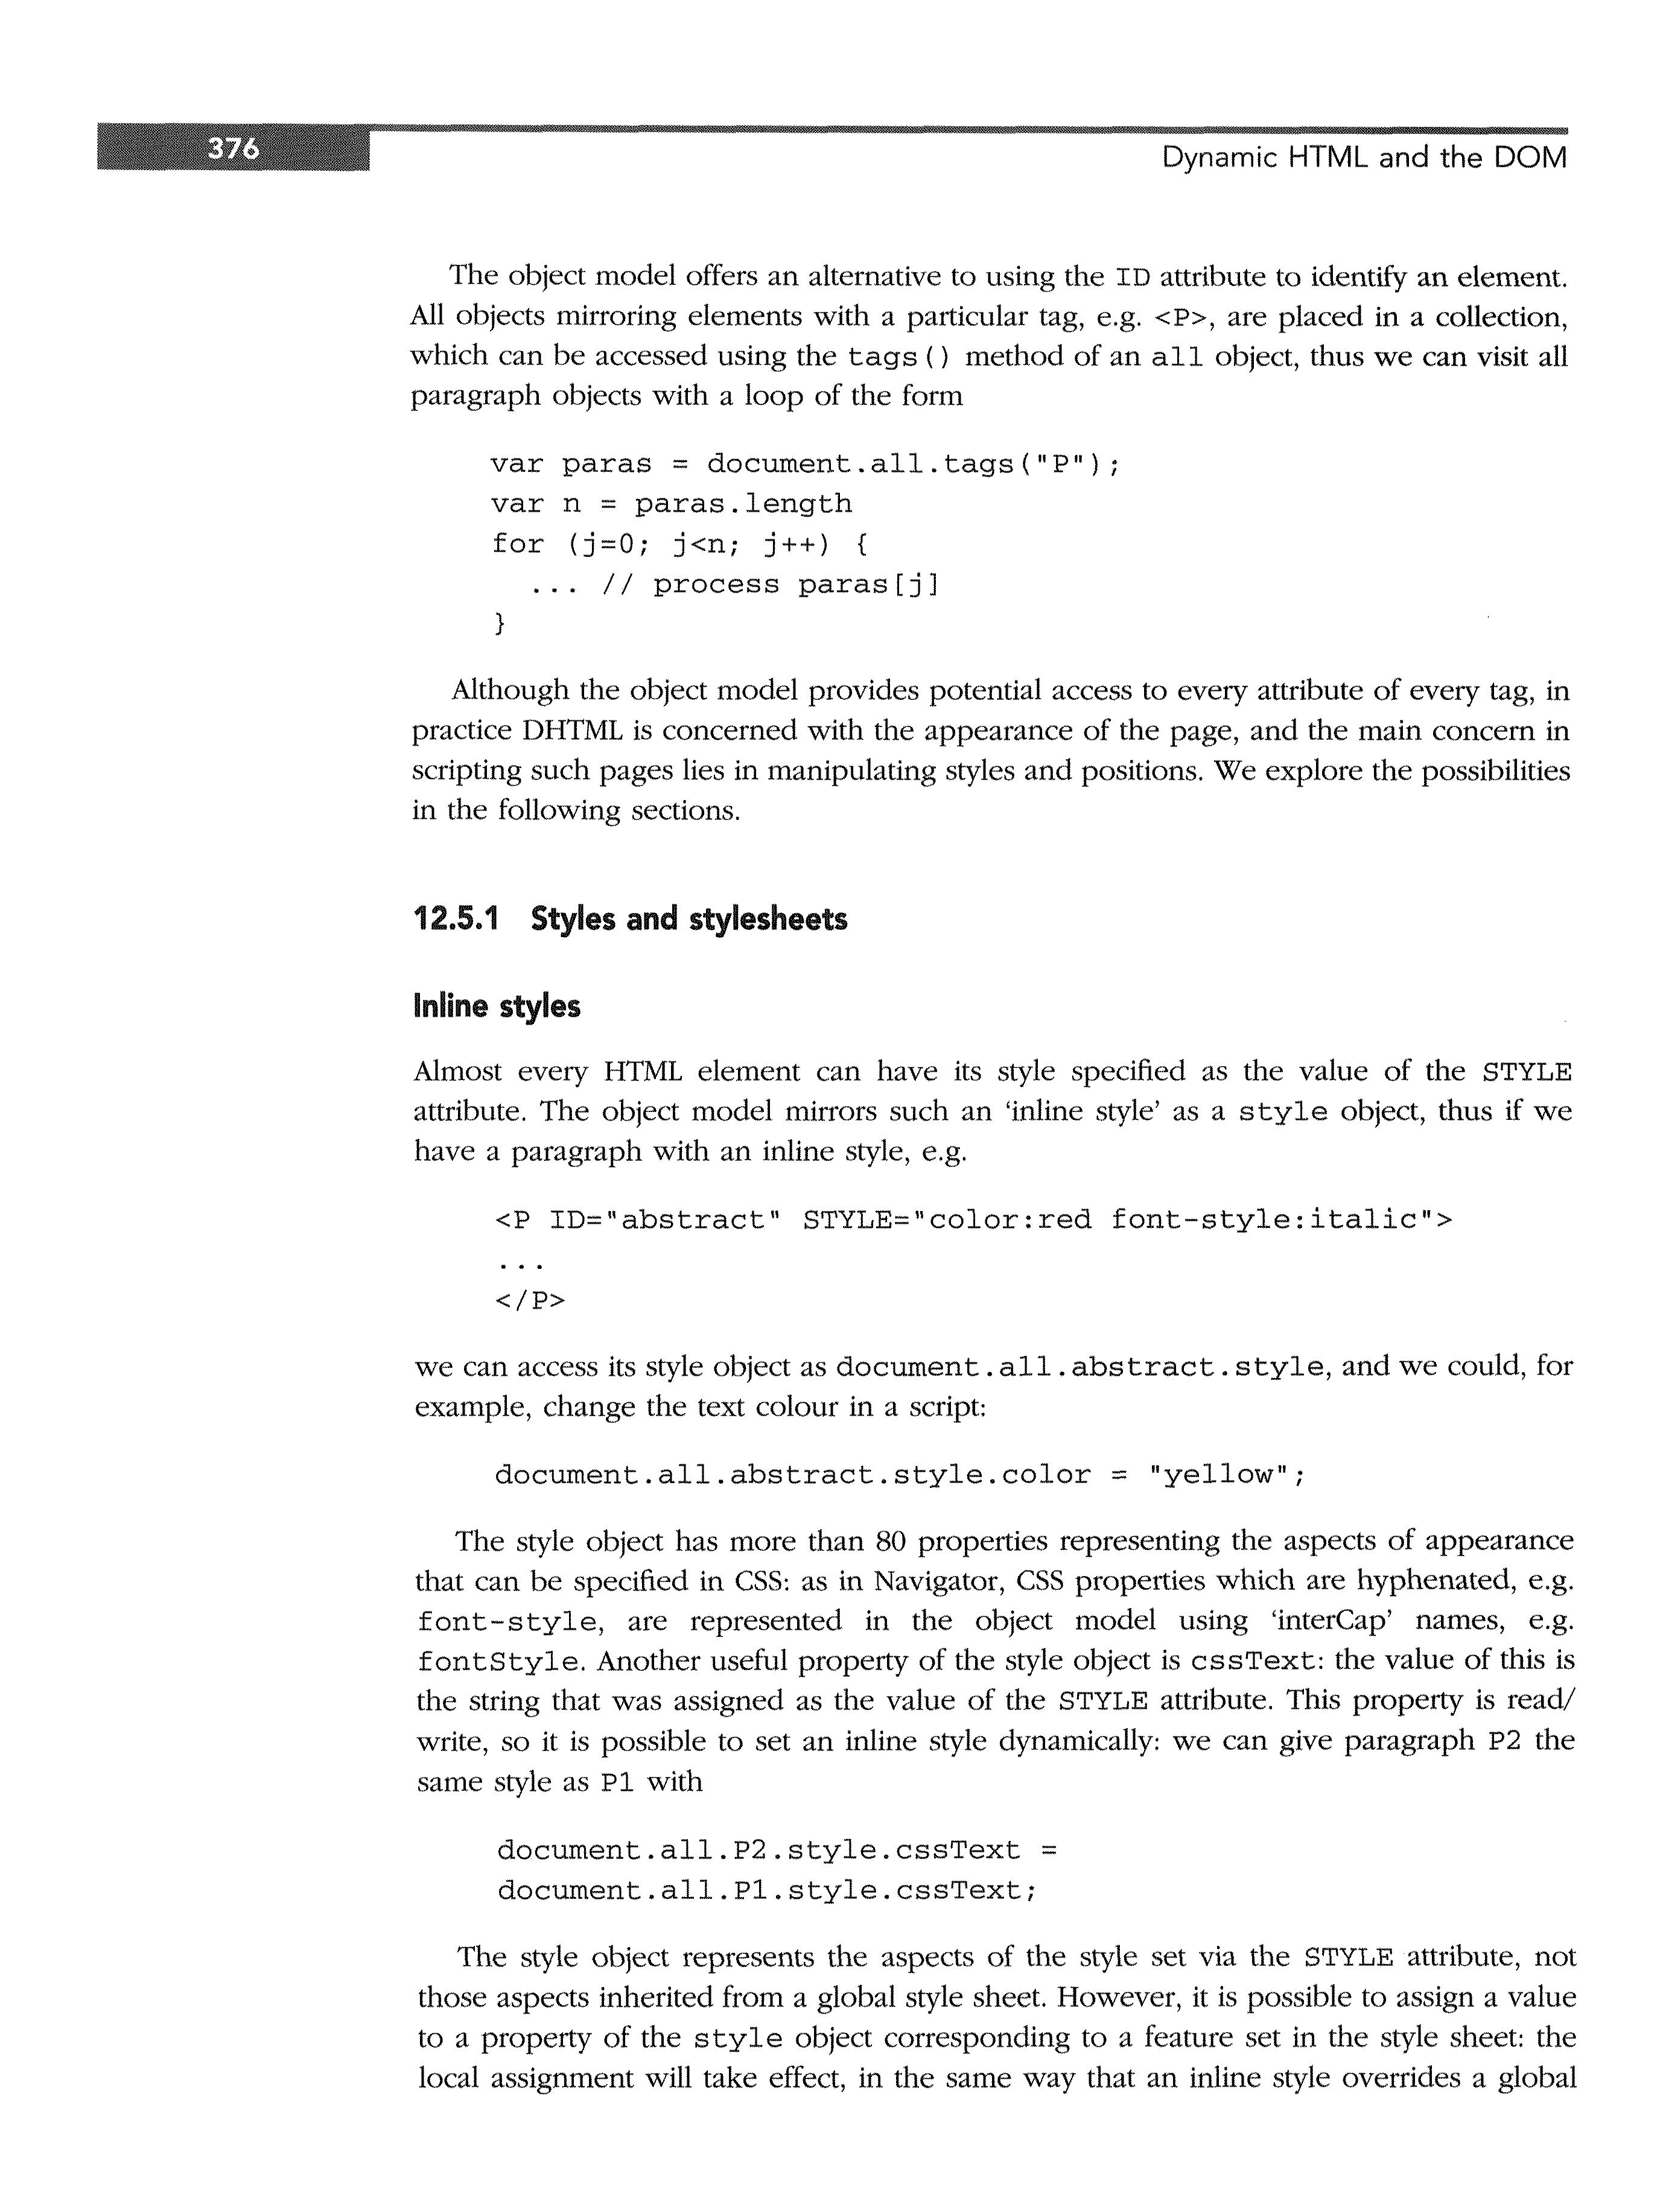 376
Dynamic HTML and the DOM
The object model offers an alternative to using the ID attribute to identify an element.
All objects mirroring elements with a particular tag, e.g. <P>, are placed in a collection,
which can be accessed using the tags() method of an all object, thus we can visit all
paragraph objects with a loop of the form
var paras = document.all.tags("P");
var n = paras.length
for (j=0; j<n; j++) {
... // process paras[j]
}
Although the object model provides potential access to every attribute of every tag, in
practice DHTML is concerned with the appearance of the page, and the main concern in
scripting such pages lies in manipulating styles and positions. We explore the possibilities
in the following sections.
12.5.1 Styles and stylesheets
Inline styles
Almost every HTML element can have its style specified as the value of the STYLE
attribute. The object model mirrors such an ‘inline style’ as a style object, thus if we
have a paragraph with an inline style, e.g.
<P ID="abstract" STYLE="color:red font-style:italic">
...
</P>
we can access its style object as document.all.abstract.style, and we could, for
example, change the text colour in a script:
document.all.abstract.style.color = "yellow";
The style object has more than 80 properties representing the aspects of appearance
that can be specified in CSS: as in Navigator, CSS properties which are hyphenated, e.g.
font-style, are represented in the object model using ‘interCap’ names, e.g.
fontStyle. Another useful property of the style object is cssText: the value of this is
the string that was assigned as the value of the STYLE attribute. This property is read/
write, so it is possible to set an inline style dynamically: we can give paragraph P2 the
same style as P1 with
document.all.P2.style.cssText =
document.all.P1.style.cssText;
The style object represents the aspects of the style set via the STYLE attribute, not
those aspects inherited from a global style sheet. However, it is possible to assign a value
to a property of the style object corresponding to a feature set in the style sheet: the
local assignment will take effect, in the same way that an inline style overrides a global